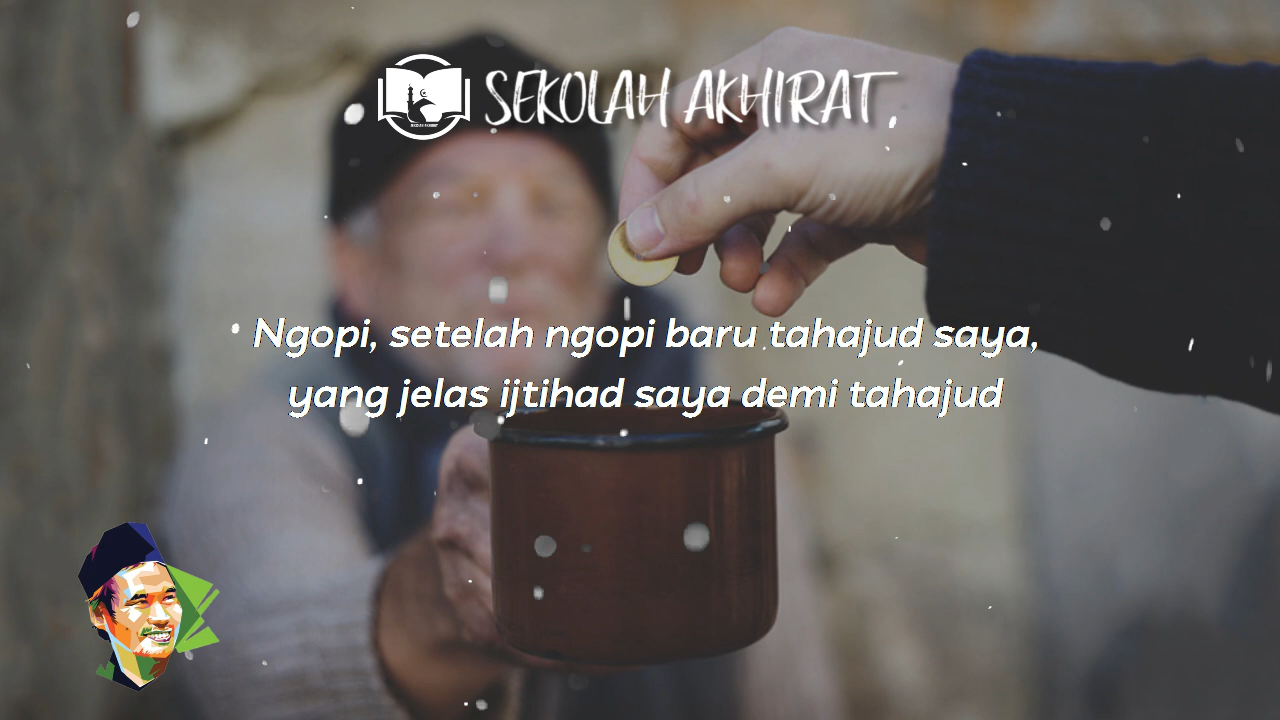 SEKOLAH AKHIRAT
Ngopi, setelah ngopi baru tahajud saya,
yang jelas ijtihad saya demi tahajud